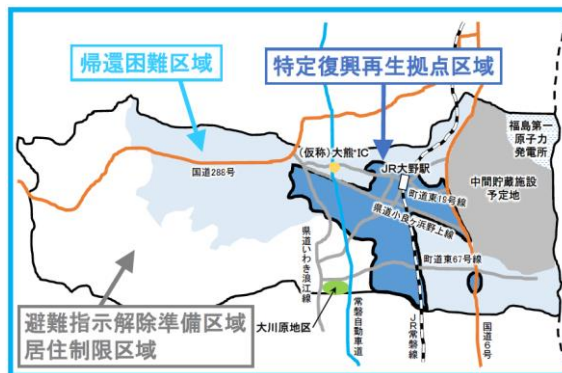 帰還困難区域
特定復興再生拠点区域
福島第一
原子力
発電所
(仮称)大熊IC
JR大野駅
国道288号
中間貯蔵施設
予定地
町道東19号線
県道小良ヶ浜野上線
県道いわき浪江線
町道東67号線
避難指示解除準備区域
居住制限区域
大川原地区
常磐自動車道
JR常磐線
国道6号